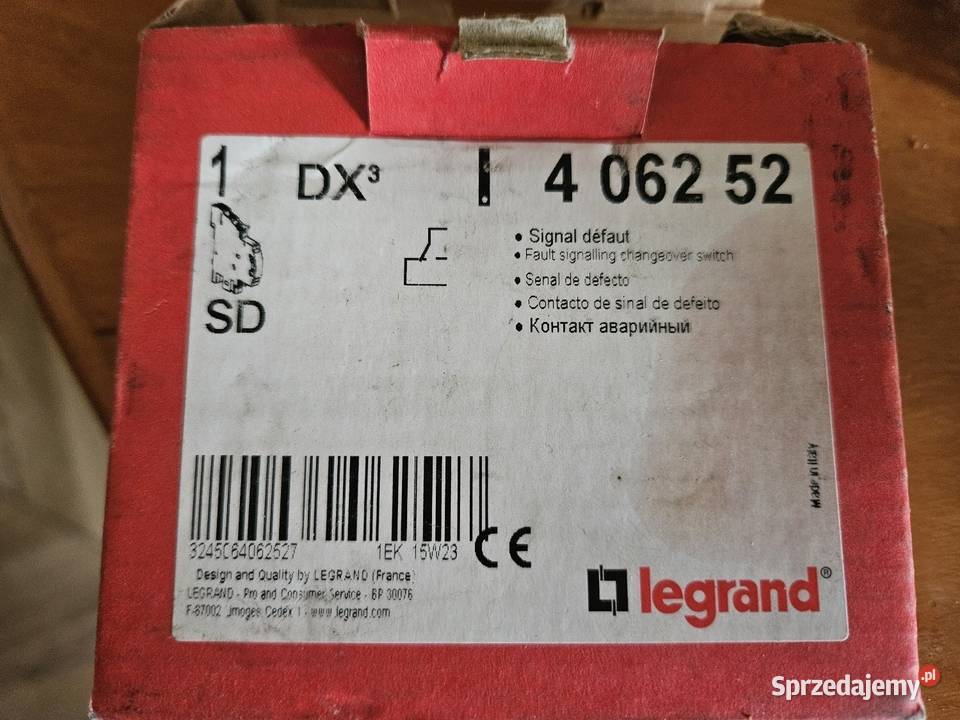 1 DX³ 4 062 52
SD
• Signal défaut
• Fault signalling changeover switch
• Senal de defecto
• Contacto de sinal de defeito
• Контакт аварийный
Made in Italy
3245064062527 1EK 15W23 CE
Design and Quality by LEGRAND (France)
LEGRAND - Pro and Consumer Service - BP 30076
F-87002 Limoges Cedex 1 - www.legrand.com
legrand®
Sprzedajemy.pl